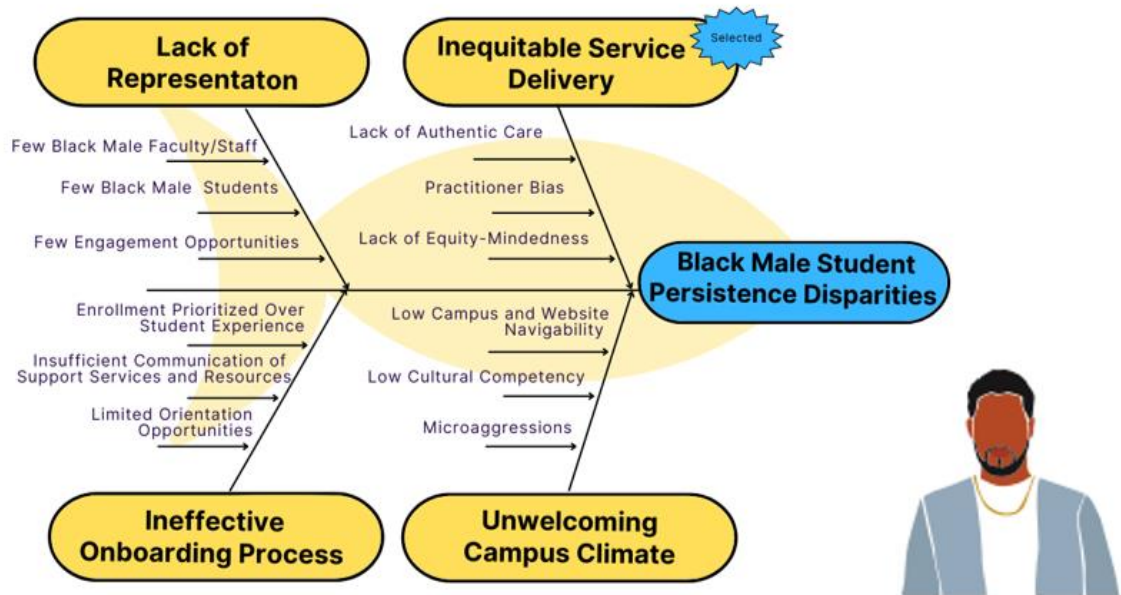 Lack of
Representaton
Inequitable Service
Delivery
Selected
Few Black Male Faculty/Staff
Few Black Male Students
Few Engagement Opportunities
Lack of Authentic Care
Practitioner Bias
Lack of Equity-Mindedness
Black Male Student
Persistence Disparities
Enrollment Prioritized Over
Student Experience
Insufficient Communication of
Support Services and Resources
Limited Orientation
Opportunities
Low Campus and Website
Navigability
Low Cultural Competency
Microaggressions
Ineffective
Onboarding Process
Unwelcoming
Campus Climate